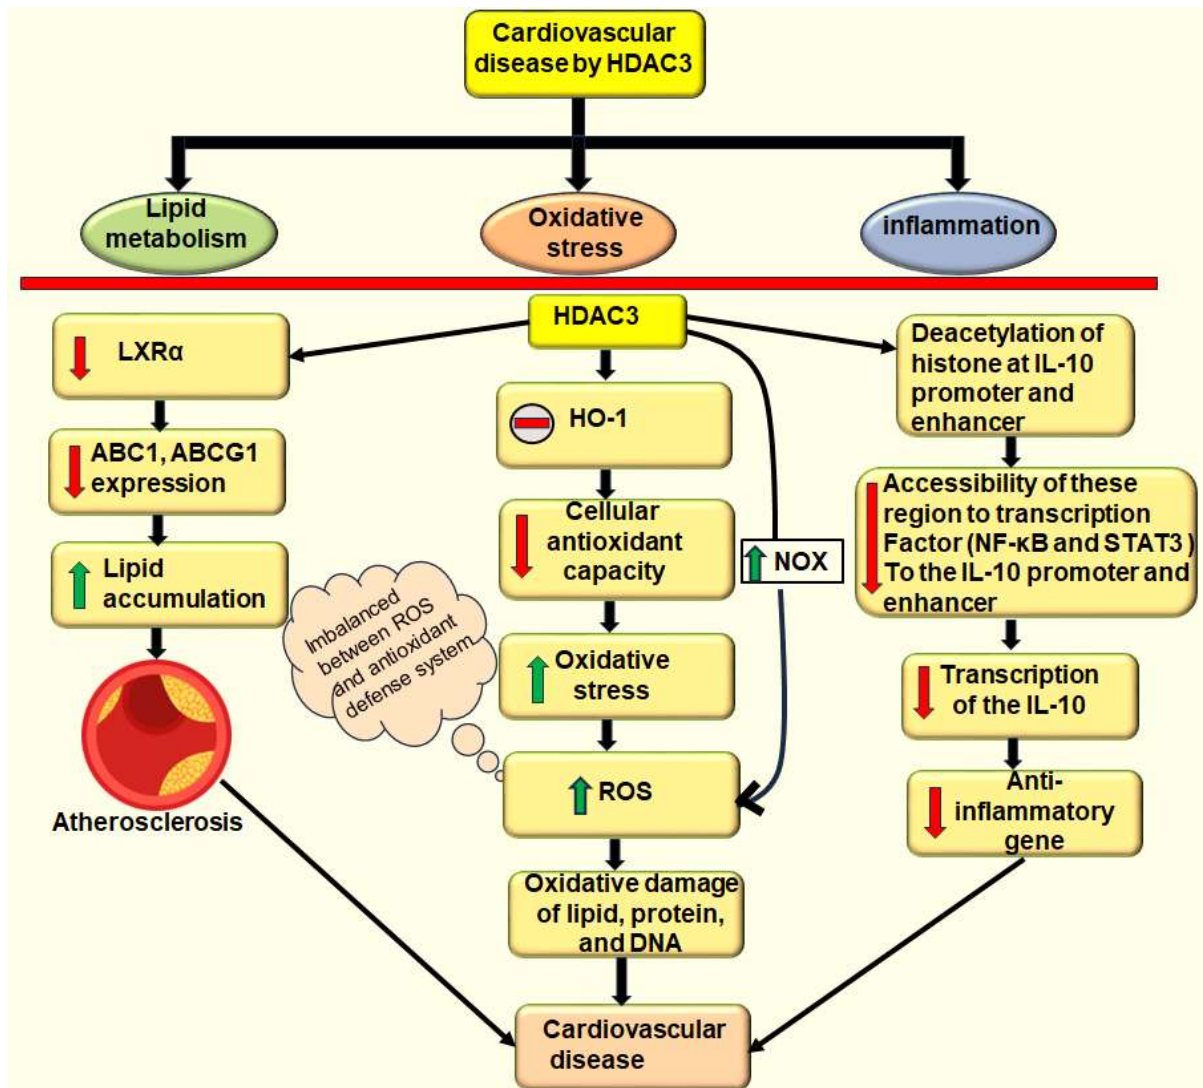 Cardiovascular
disease by HDAC3
Lipid
metabolism
Oxidative
stress
inflammation
HDAC3
LXRα
ABC1, ABCG1
expression
Lipid
accumulation
Atherosclerosis
HO-1
Cellular
antioxidant
capacity
NOX
Oxidative
stress
Imbalanced
between ROS
and antioxidant
defense system
ROS
Oxidative damage
of lipid, protein,
and DNA
Deacetylation of
histone at IL-10
promoter and
enhancer
Accessibility of these
region to transcription
Factor (NF-κB and STAT3)
To the IL-10 promoter and
enhancer
Transcription
of the IL-10
Anti-
inflammatory
gene
Cardiovascular
disease